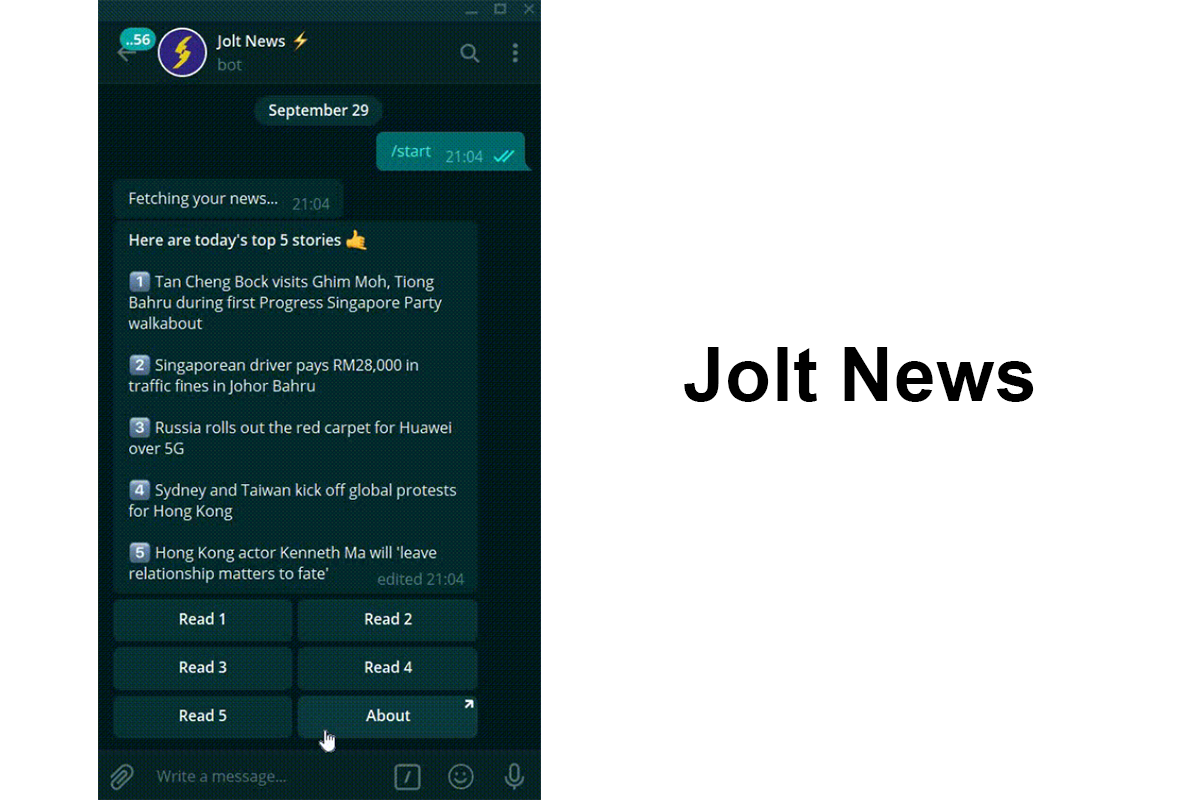 ..56
Jolt News ⚡
bot
September 29
/start 21:04
Fetching your news... 21:04
Here are today's top 5 stories 🤙
1 Tan Cheng Bock visits Ghim Moh, Tiong
Bahru during first Progress Singapore Party
walkabout
2 Singaporean driver pays RM28,000 in
traffic fines in Johor Bahru
3 Russia rolls out the red carpet for Huawei
over 5G
4 Sydney and Taiwan kick off global protests
for Hong Kong
5 Hong Kong actor Kenneth Ma will 'leave
relationship matters to fate' edited 21:04
Read 1 Read 2
Read 3 Read 4
Read 5 About
Write a message...
Jolt News